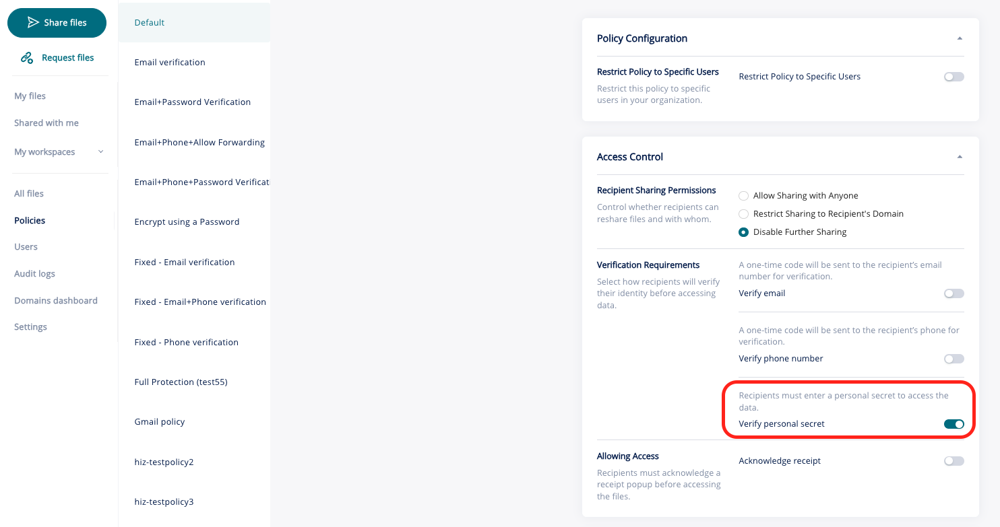 Share files
Request files
My files
Shared with me
My workspaces
All files
Policies
Users
Audit logs
Domains dashboard
Settings
Default
Email verification
Email+Password Verification
Email+Phone+Allow Forwarding
Email+Phone+Password Verificati
Encrypt using a Password
Fixed - Email verification
Fixed - Email+Phone verification
Fixed - Phone verification
Full Protection (test55)
Gmail policy
hiz-testpolicy2
hiz-testpolicy3
Policy Configuration
Restrict Policy to Specific Users
Restrict this policy to specific
users in your organization.
Restrict Policy to Specific Users
Access Control
Recipient Sharing Permissions
Control whether recipients can
reshare files and with whom.
Allow Sharing with Anyone
Restrict Sharing to Recipient's Domain
Disable Further Sharing
Verification Requirements
Select how recipients will verify
their identity before accessing
data.
A one-time code will be sent to the recipient’s email
number for verification.
Verify email
A one-time code will be sent to the recipient’s phone for
verification.
Verify phone number
Recipients must enter a personal secret to access the
data.
Verify personal secret
Allowing Access
Recipients must acknowledge a
receipt popup before accessing
the files.
Acknowledge receipt